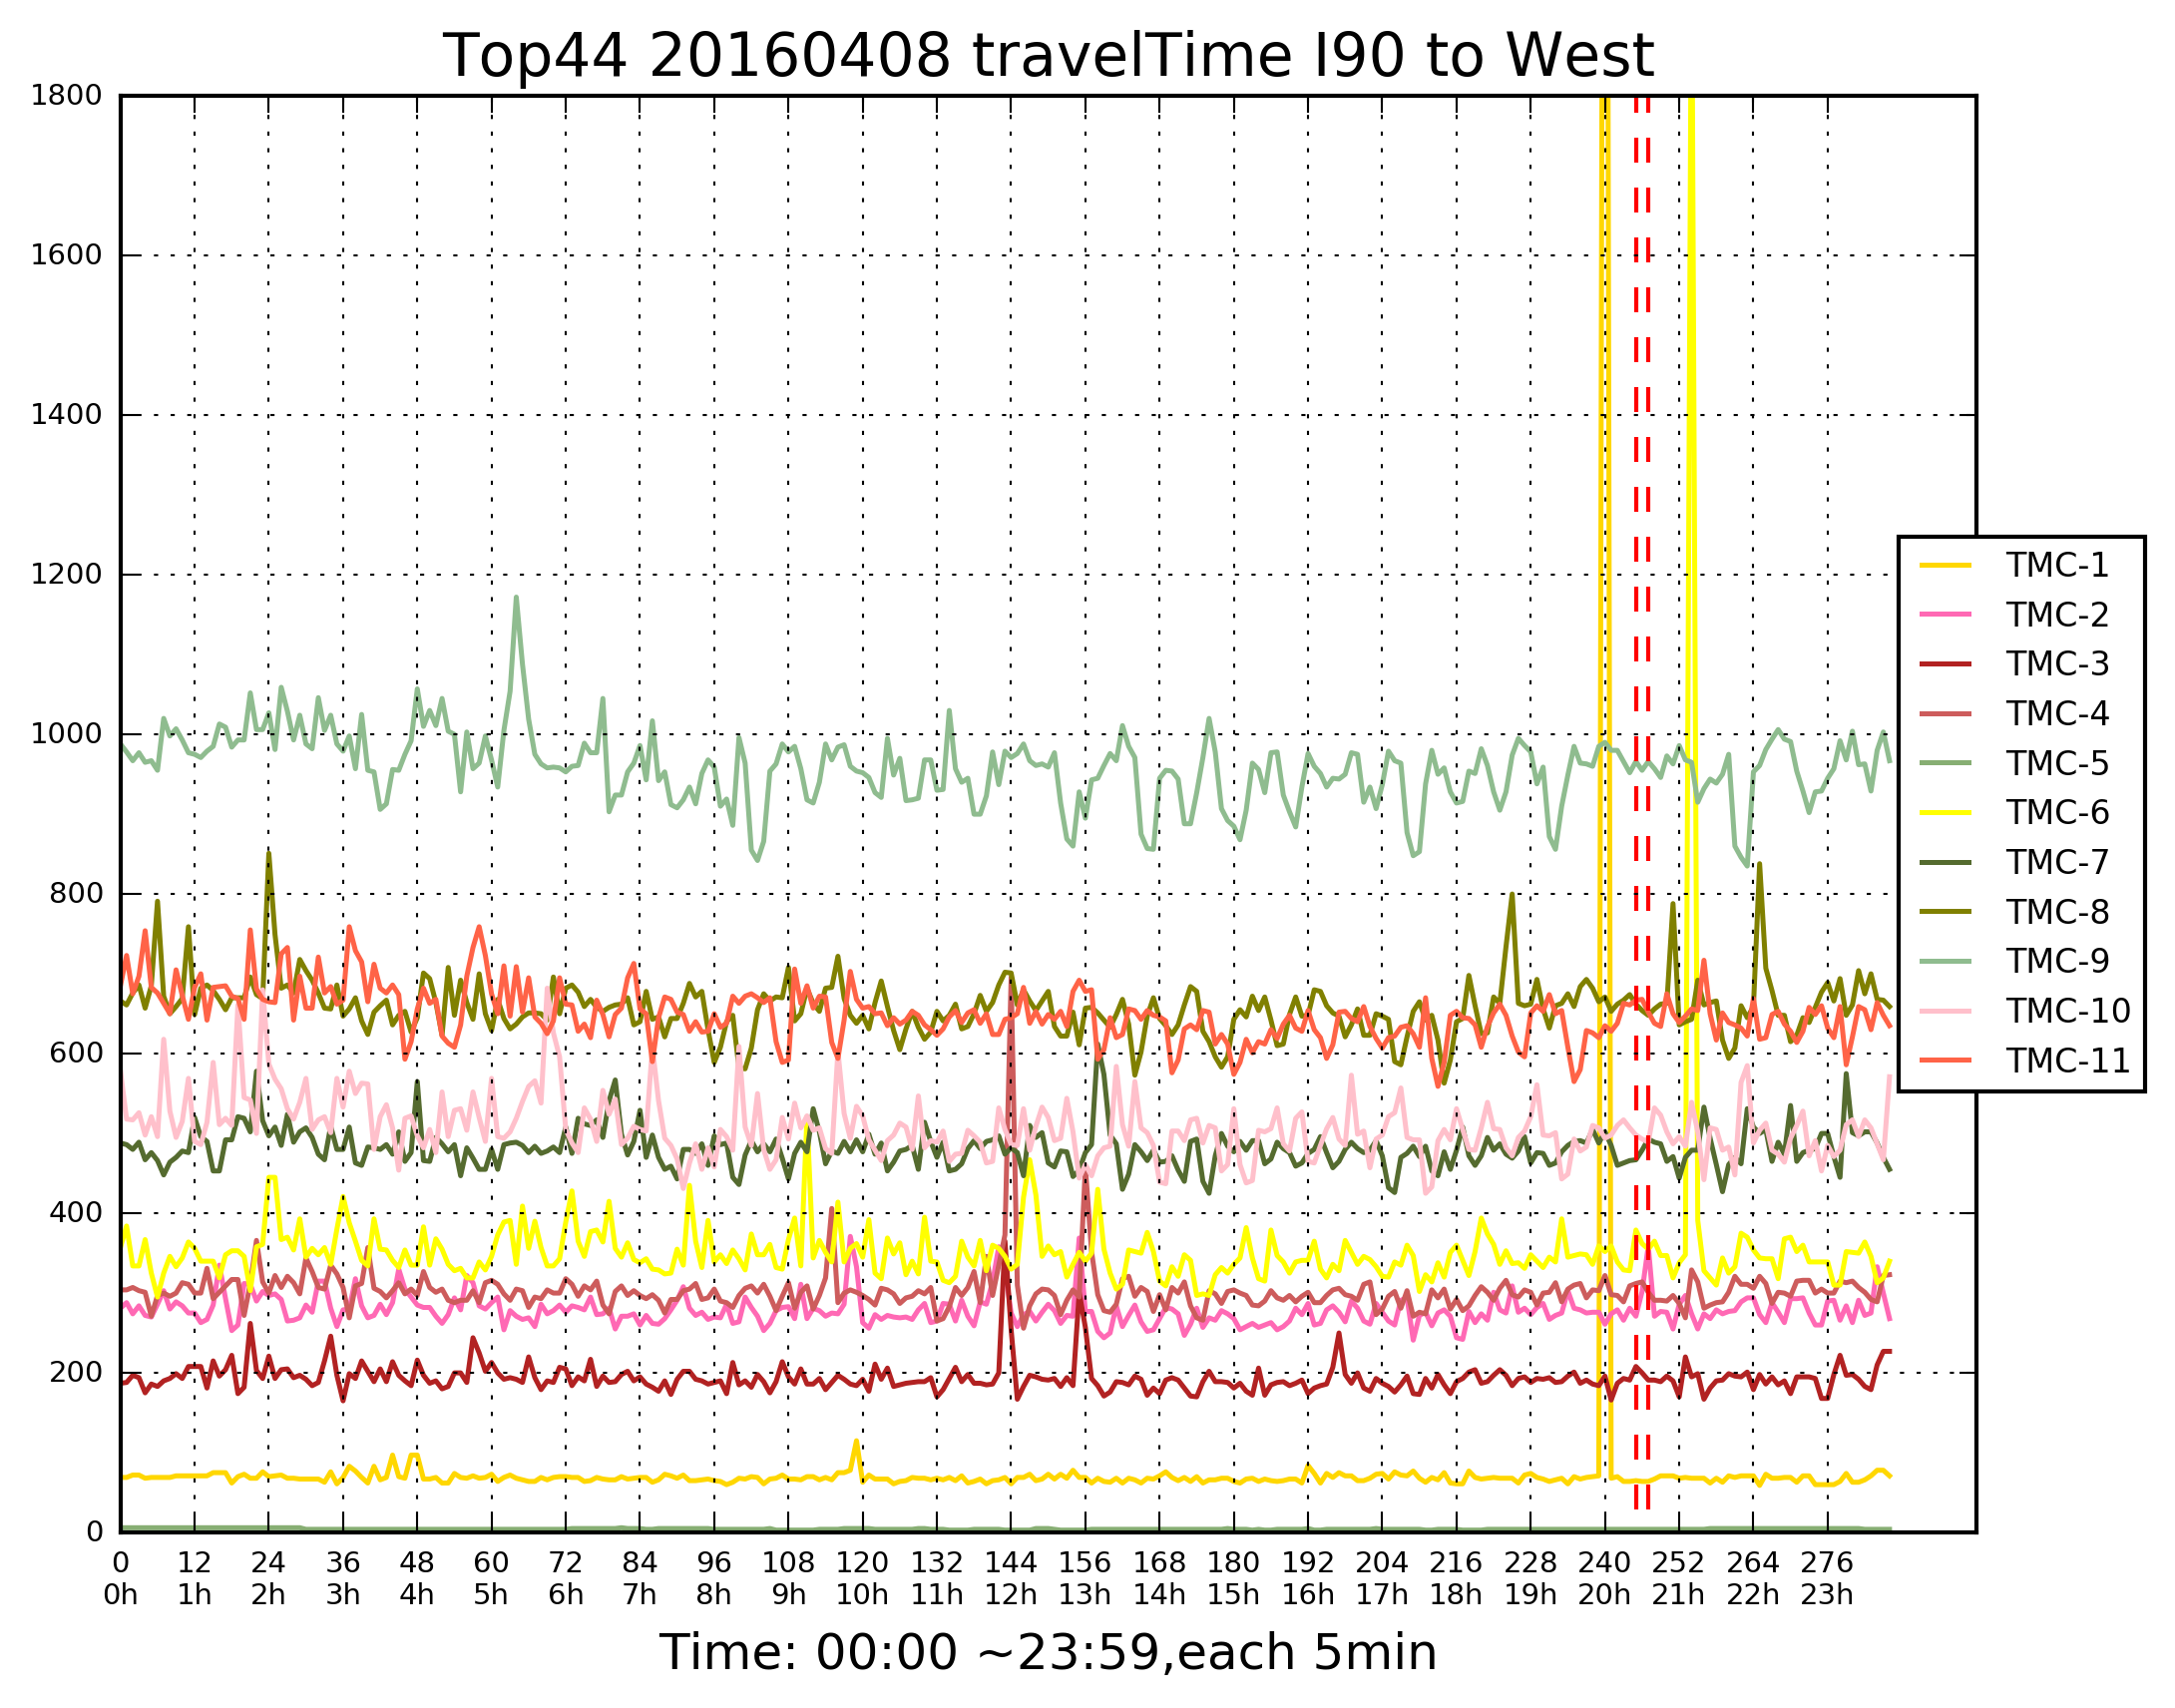 Top44 20160408 travelTime I90 to West
1800
1600
1400
1200
1000
800
600
400
200
0
0 12 24 36 48 60 72 84 96 108 120 132 144 156 168 180 192 204 216 228 240 252 264 276
0h 1h 2h 3h 4h 5h 6h 7h 8h 9h 10h 11h 12h 13h 14h 15h 16h 17h 18h 19h 20h 21h 22h 23h
Time: 00:00 ~23:59,each 5min
TMC-1
TMC-2
TMC-3
TMC-4
TMC-5
TMC-6
TMC-7
TMC-8
TMC-9
TMC-10
TMC-11